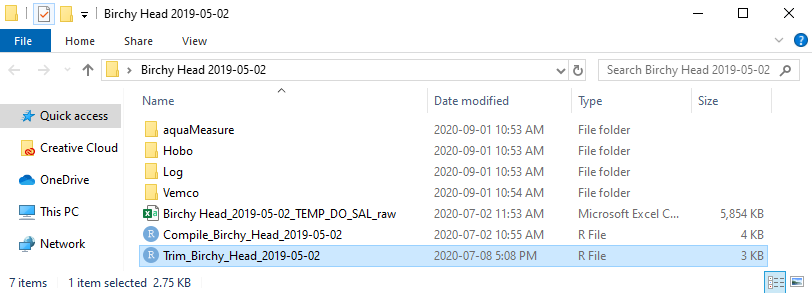 Birchy Head 2019-05-02
File Home Share View
Birchy Head 2019-05-02 Search Birchy Head 2019-05-02
Name Date modified Type Size
Quick access
Creative Cloud
OneDrive
This PC
Network
aquaMeasure 2020-09-01 10:53 AM File folder
Hobo 2020-09-01 10:53 AM File folder
Log 2020-09-01 10:53 AM File folder
Vemco 2020-09-01 10:54 AM File folder
Birchy Head_2019-05-02_TEMP_DO_SAL_raw 2020-07-02 11:53 AM Microsoft Excel C... 5,854 KB
Compile_Birchy_Head_2019-05-02 2020-07-02 10:55 AM R File 4 KB
Trim_Birchy_Head_2019-05-02 2020-07-08 5:08 PM R File 3 KB
7 items 1 item selected 2.75 KB